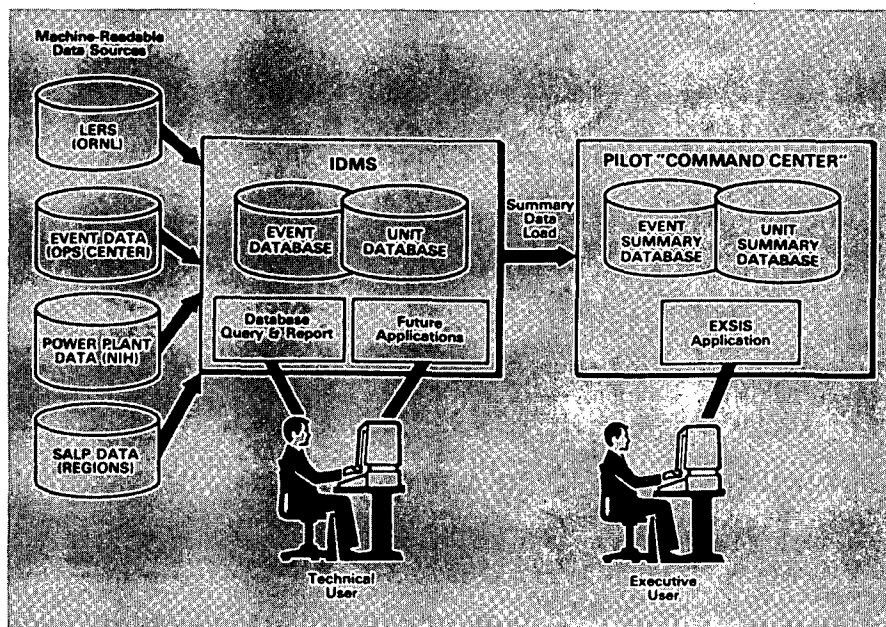 Machine-Readable
Data Sources
LERS
(ORNL)
EVENT DATA
(OPS CENTER)
POWER PLANT
DATA (NIH)
SALP DATA
(REGIONS)
IDMS
EVENT
DATABASE
UNIT
DATABASE
Database
Query & Report
Future
Applications
Technical
User
Summary
Data
Load
PILOT "COMMAND CENTER"
EVENT
SUMMARY
DATABASE
UNIT
SUMMARY
DATABASE
EXSIS
Application
Executive
User